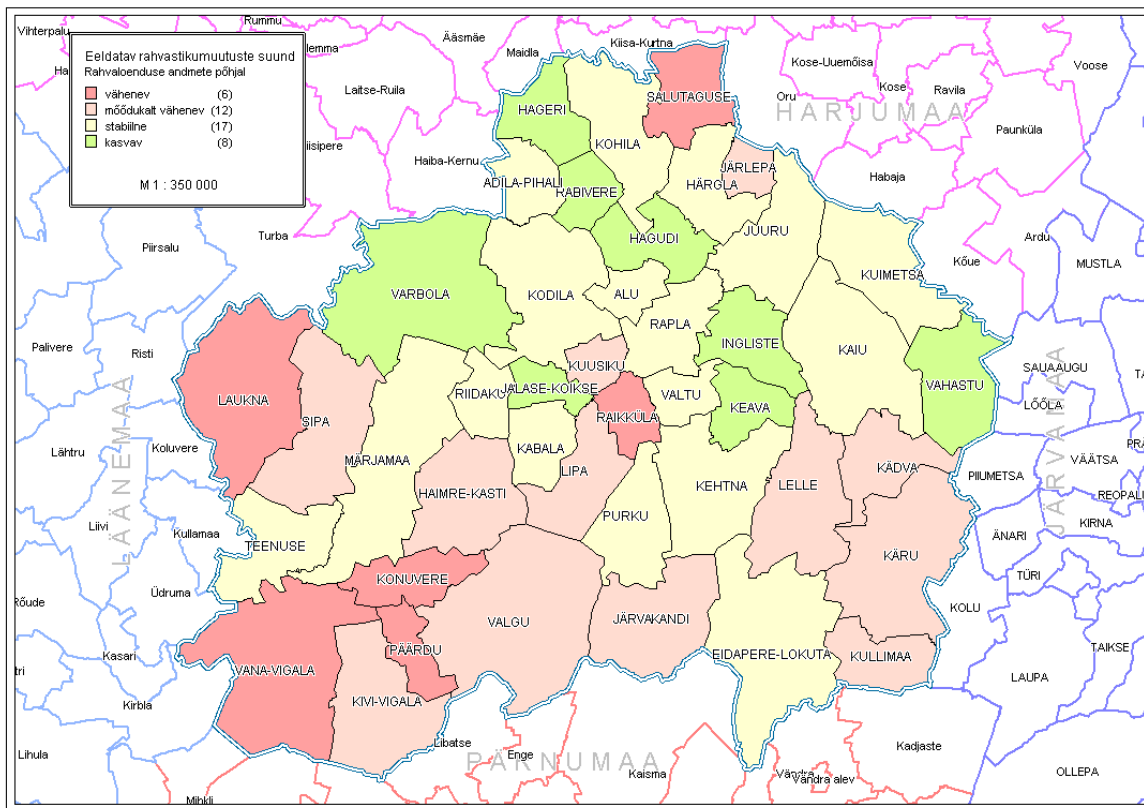 Eeldatav rahvastikumuutuste suund
Rahvaloenduse andmete põhjal
vähenev (6)
mõõdukalt vähenev (12)
stabiilne (17)
kasvav (8)
M 1 : 350 000
Vihterpalu
Rummu
Ääsmäe
Maidla
Kiisa-Kurtna
Kose-Uuemõisa
Voose
Laitse-Ruila
Oru
Kose
Ravila
HARJUMAA
Paunküla
Haiba-Kernu
Habaja
SALUTAGUSE
HAGERI
KOHILA
JÄRLEPA
HÄRGLA
ADILA-PIHALI
RABIVERE
HAGUDI
JUURU
Turba
Piirsalu
Ardu
Kõue
MUSTLA
KUIMETSA
VARBOLA
KODILA
ALU
RAPLA
INGLISTE
KAIU
VAHASTU
Palivere
Risti
SAUAAUGU
LÕÕLA
KUUSIKU
LAUKNA
SIPA
RIIDAKU
JALASE-KOIKSE
RAIKKÜLA
VALTU
KEAVA
KABALA
LÄÄNEMAA
JÄRVAMAA
Lähtru
Koluvere
MÄRJAMAA
HAIMRE-KASTI
LIPA
KEHTNA
LELLE
KÄDVA
PIIUMETSA
VÄÄTSA
REOPALU
Liivi
Kullamaa
PURKU
KIRNA
ÄNARI
TEENUSE
KÄRU
TÜRI
Üdruma
KONUVERE
KOLU
Rõude
VALGU
JÄRVAKANDI
Kasari
VANA-VIGALA
PÄÄRDU
EIDAPERE-LOKUTA
KULLIMAA
TAIKSE
LAUPA
KIVI-VIGALA
Kirbla
Lihula
Libatse
Enge
PÄRNUMAA
Kaisma
Vändra
Vändra alev
Kadjaste
OLLEPA
Mihkli